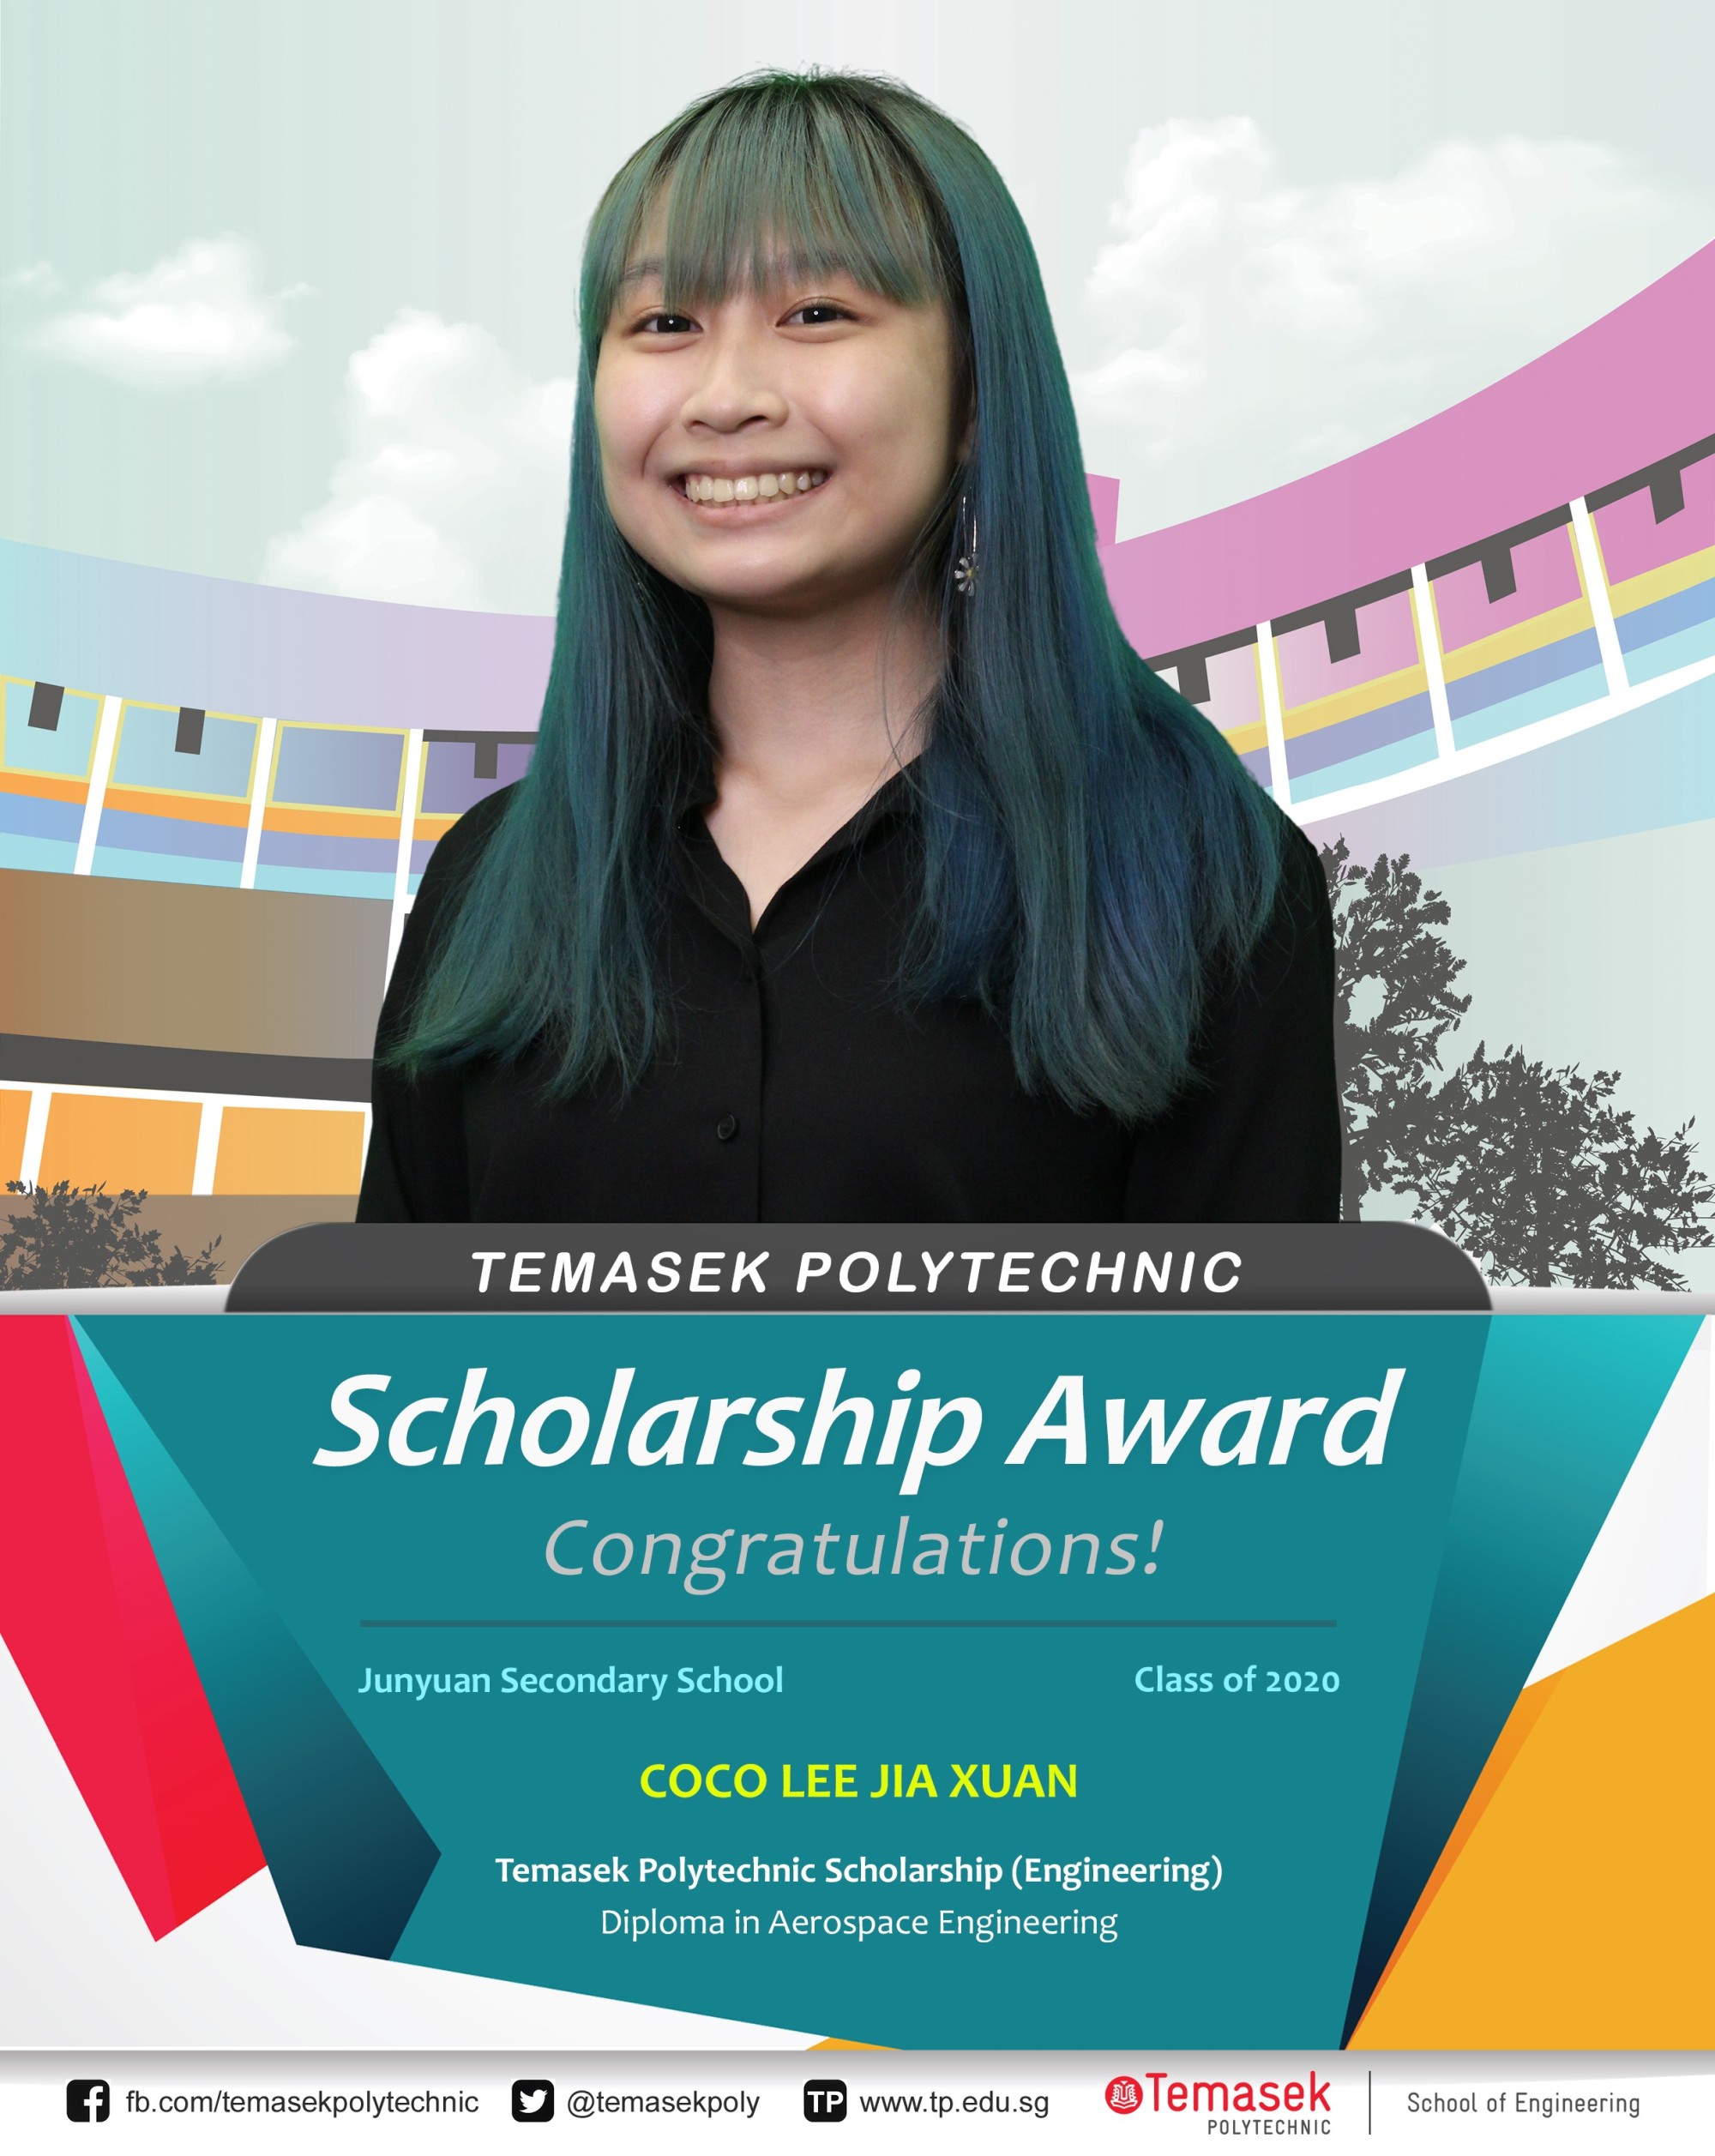 TEMASEK POLYTECHNIC
Scholarship Award
Congratulations!
Junyuan Secondary School
Class of 2020
COCO LEE JIA XUAN
Temasek Polytechnic Scholarship (Engineering)
Diploma in Aerospace Engineering
fb.com/temasekpolytechnic
@temasekpoly
TP www.tp.edu.sg
Temasek
POLYTECHNIC
School of Engineering